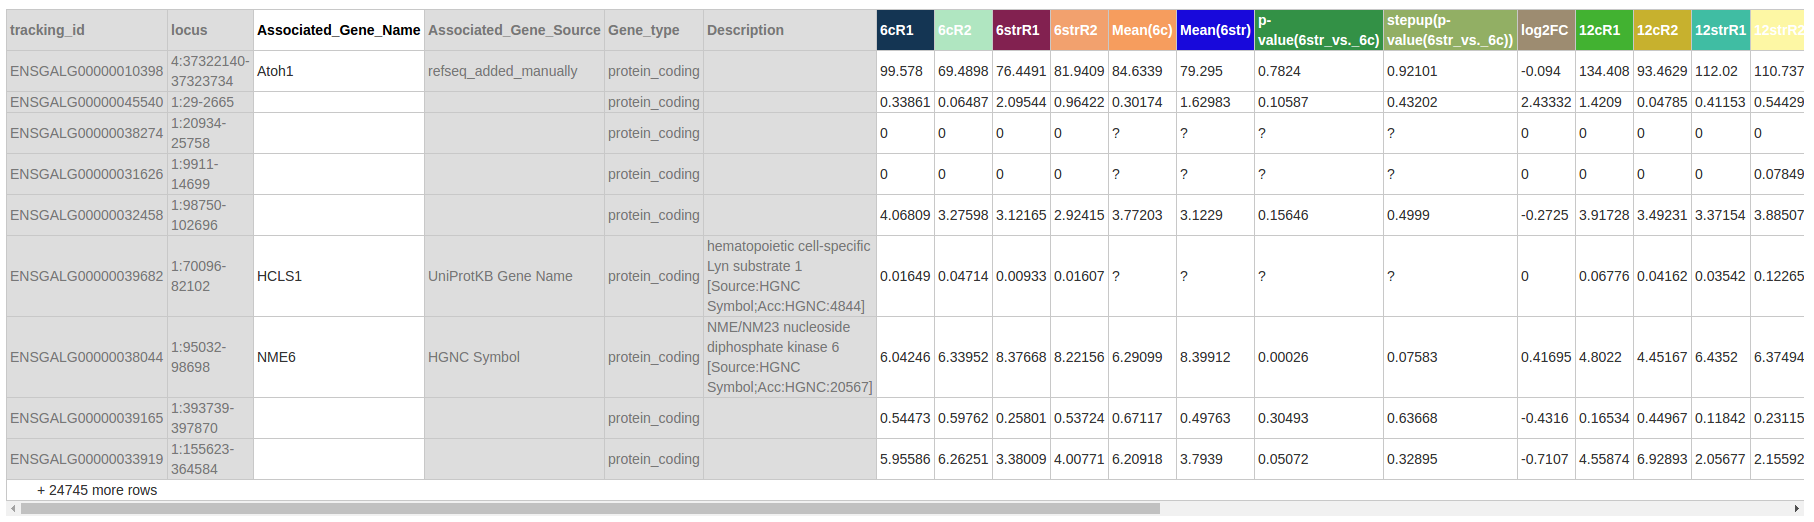 tracking_id locus Associated_Gene_Name Associated_Gene_Source Gene_type Description 6cR1 6cR2 6strR1 6strR2 Mean(6c) Mean(6str) p-value(6str_vs._6c) stepup(p-value(6str_vs._6c)) log2FC 12cR1 12cR2 12strR1 12strR2
ENSGALG00000010398 4:37322140-37323734 Atoh1 refseq_added_manually protein_coding 99.578 69.4898 76.4491 81.9409 84.6339 79.295 0.7824 0.92101 -0.094 134.408 93.4629 112.02 110.737
ENSGALG00000045540 1:29-2665 protein_coding 0.33861 0.06487 2.09544 0.96422 0.30174 1.62983 0.10587 0.43202 2.43332 1.4209 0.04785 0.41153 0.54429
ENSGALG00000038274 1:20934-25758 protein_coding 0 0 0 0 ? ? ? ? 0 0 0 0 0
ENSGALG00000031626 1:9911-14699 protein_coding 0 0 0 0 ? ? ? ? 0 0 0 0 0.07849
ENSGALG00000032458 1:98750-102696 protein_coding 4.06809 3.27598 3.12165 2.92415 3.77203 3.1229 0.15646 0.4999 -0.2725 3.91728 3.49231 3.37154 3.88507
ENSGALG00000039682 1:70096-82102 HCLS1 UniProtKB Gene Name protein_coding hematopoietic cell-specific Lyn substrate 1 [Source:HGNC Symbol;Acc:HGNC:4844] 0.01649 0.04714 0.00933 0.01607 ? ? ? ? 0 0.06776 0.04162 0.03542 0.12265
ENSGALG00000038044 1:95032-98698 NME6 HGNC Symbol protein_coding NME/NM23 nucleoside diphosphate kinase 6 [Source:HGNC Symbol;Acc:HGNC:20567] 6.04246 6.33952 8.37668 8.22156 6.29099 8.39912 0.00026 0.07583 0.41695 4.8022 4.45167 6.4352 6.37494
ENSGALG00000039165 1:393739-397870 protein_coding 0.54473 0.59762 0.25801 0.53724 0.67117 0.49763 0.30493 0.63668 -0.4316 0.16534 0.44967 0.11842 0.23115
ENSGALG00000033919 1:155623-364584 protein_coding 5.95586 6.26251 3.38009 4.00771 6.20918 3.7939 0.05072 0.32895 -0.7107 4.55874 6.92893 2.05677 2.15592
+ 24745 more rows